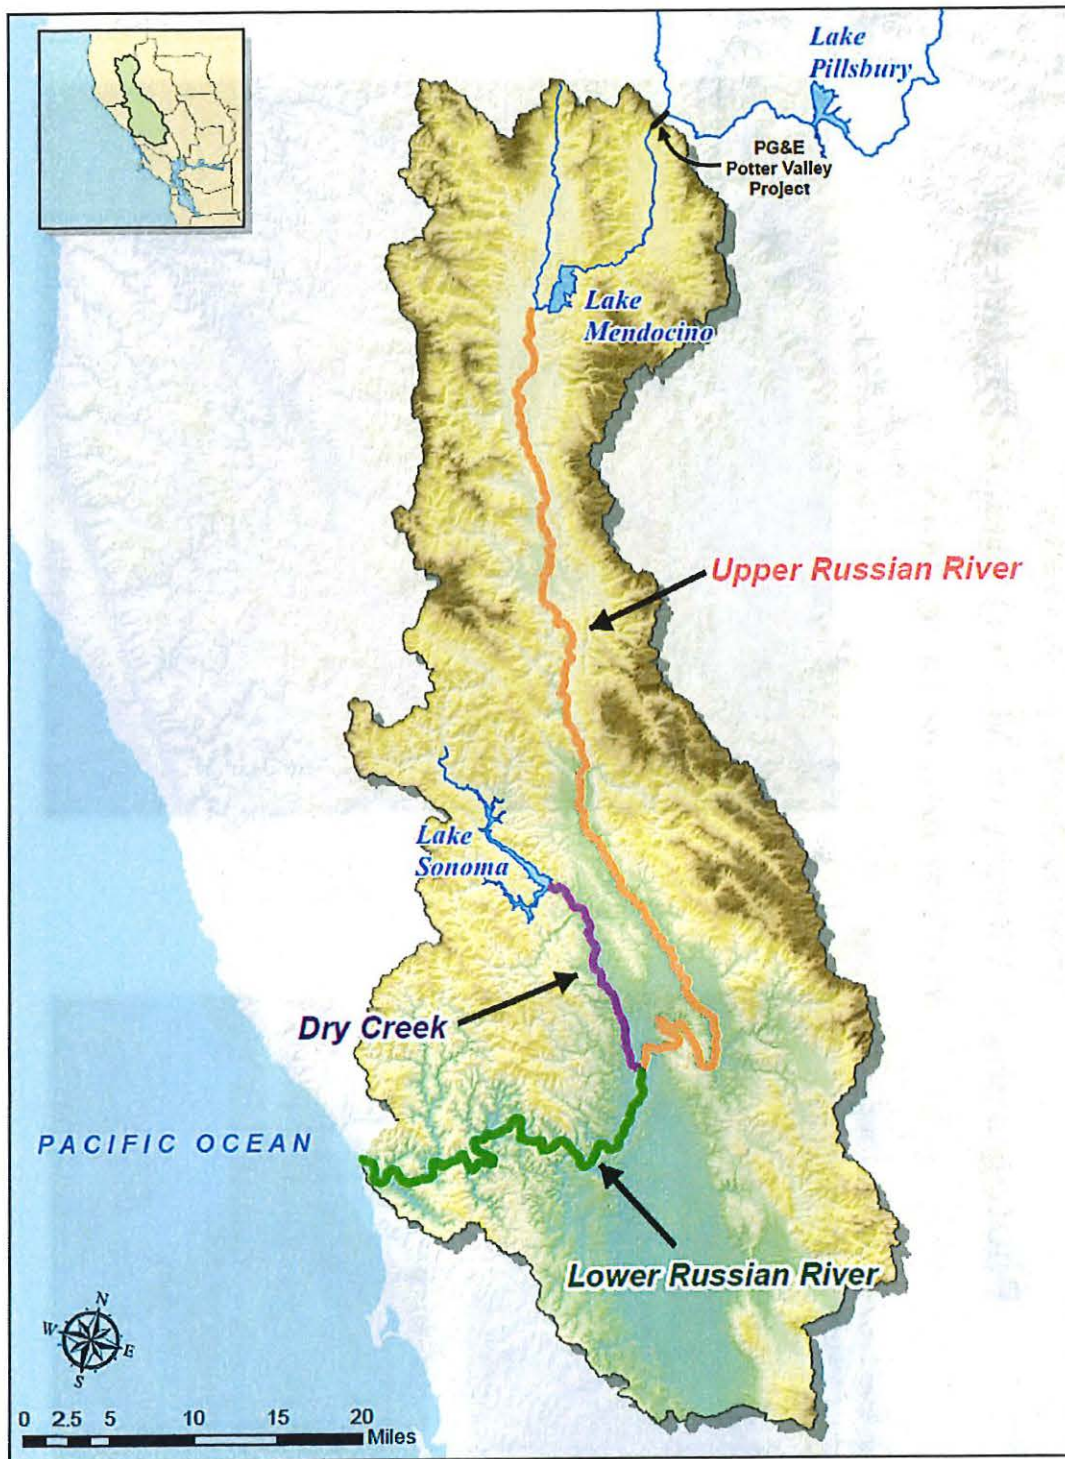 Lake
Pillsbury
PG&E
Potter Valley
Project
Lake
Mendocino
Upper Russian River
Lake
Sonoma
Dry Creek
PACIFIC OCEAN
Lower Russian River
N
W
E
S
0 2.5 5 10 15 20
Miles